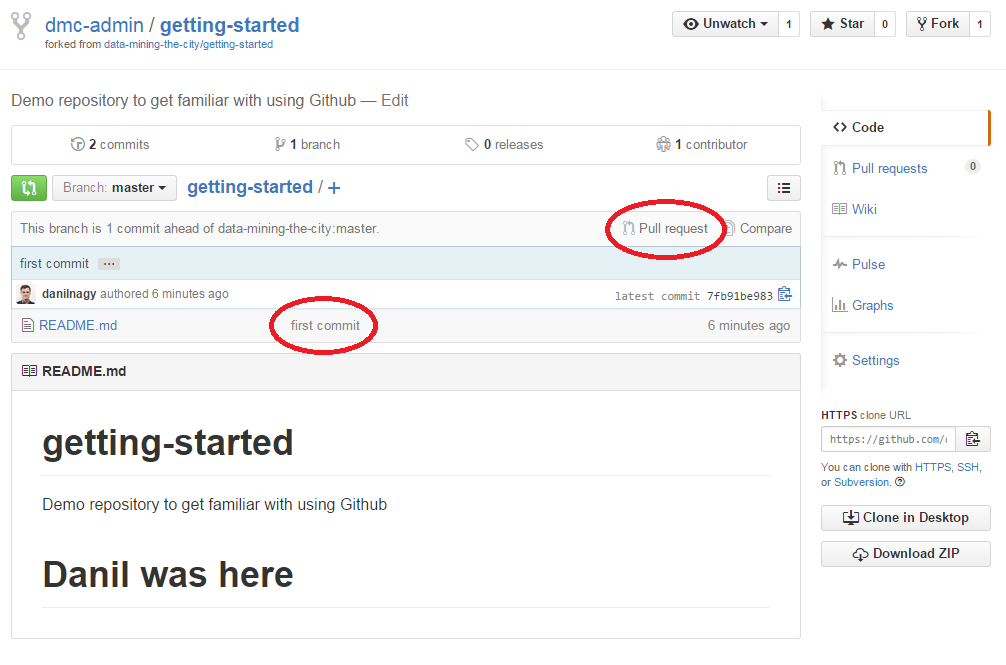 dmc-admin / getting-started
forked from data-mining-the-city/getting-started
Unwatch 1 Star 0 Fork 1
Demo repository to get familiar with using Github — Edit
2 commits 1 branch 0 releases 1 contributor
Branch: master getting-started / +
This branch is 1 commit ahead of data-mining-the-city:master. Pull request Compare
first commit ...
danilnagy authored 6 minutes ago latest commit 7fb91be983
README.md first commit 6 minutes ago
README.md
getting-started
Demo repository to get familiar with using Github
Danil was here
Code
Pull requests 0
Wiki
Pulse
Graphs
Settings
HTTPS clone URL
https://github.com/
You can clone with HTTPS, SSH,
or Subversion.
Clone in Desktop
Download ZIP